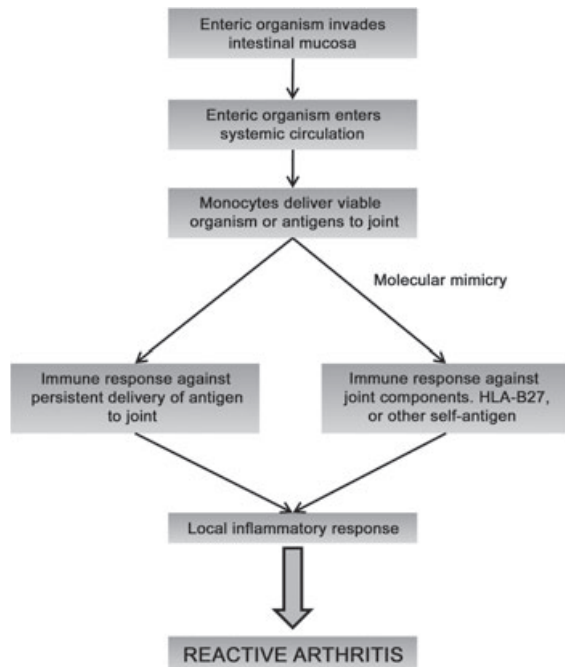 Enteric organism invades
intestinal mucosa
Enteric organism enters
systemic circulation
Monocytes deliver viable
organism or antigens to joint
Molecular mimicry
Immune response against
persistent delivery of antigen
to joint
Immune response against
joint components. HLA-B27,
or other self-antigen
Local inflammatory response
REACTIVE ARTHRITIS